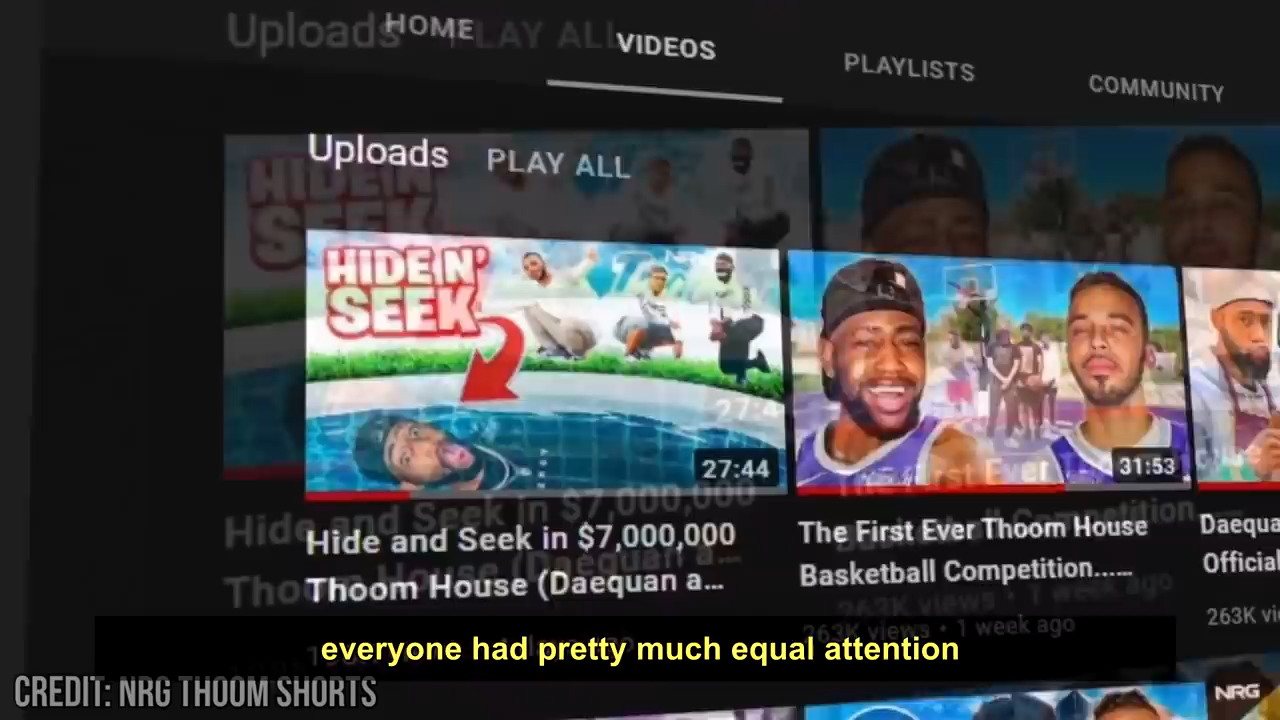 Uploads PLAY ALL
HOME
VIDEOS
PLAYLISTS
COMMUNITY
Uploads PLAY ALL
HIDE N'
SEEK
27:44
31:53
Hide and Seek in $7,000,000
Thoom House (Daequan a...
The First Ever Thoom House
Basketball Competition......
263K views • 1 week ago
Daequa
Official
263K vi
everyone had pretty much equal attention
CREDIT: NRG THOOM SHORTS
NRG